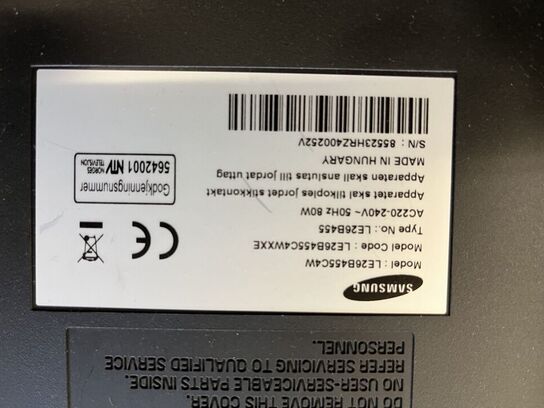 DO NOT REMOVE THIS COVER.
NO USER-SERVICEABLE PARTS INSIDE.
REFER SERVICING TO QUALIFIED SERVICE
PERSONNEL.
SAMSUNG
Model : LE26B455C4W
Model Code : LE26B455C4WXXE
Type No.: LE26B455
AC220-240V~ 50Hz 80W
Apparatet skal tilkoples jordet stikkontakt
Apparaten skall anslutas till jordat uttag
MADE IN HUNGARY
S/N : 85523HRZ400252V
CE
Godkjenningsnummer
5642001 NTV
NORGES
TELEVISJON